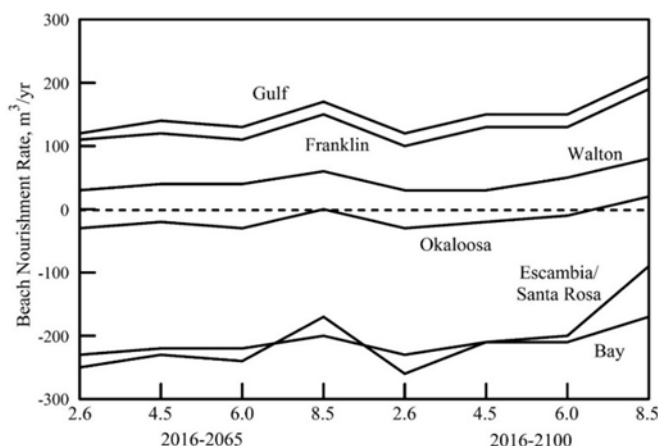 300
200
100
0
-100
-200
-300
Beach Nourishment Rate, m³/yr
Gulf
Franklin
Walton
Okaloosa
Escambia/
Santa Rosa
Bay
2.6 4.5 6.0 8.5 2.6 4.5 6.0 8.5
2016-2065 2016-2100